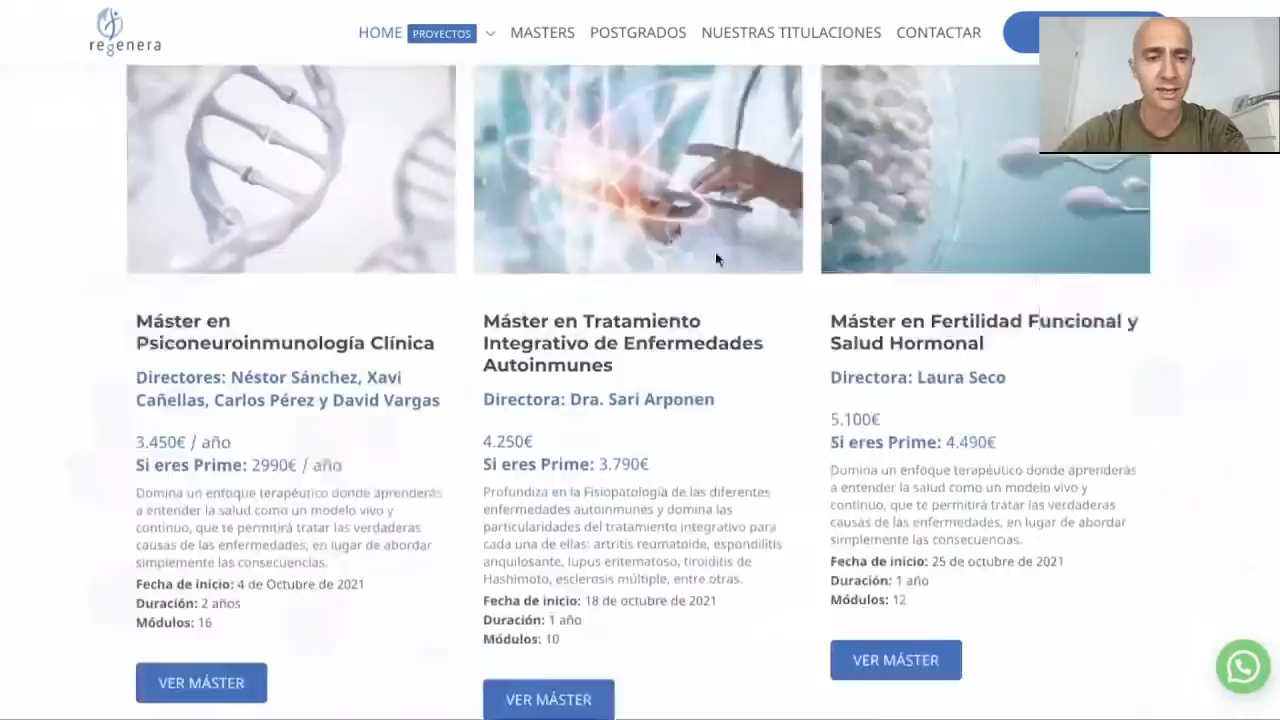 regenera
HOME PROYECTOS MASTERS POSTGRADOS NUESTRAS TITULACIONES CONTACTAR
Máster en
Psiconeuroinmunología Clínica
Directores: Néstor Sánchez, Xavi
Cañellas, Carlos Pérez y David Vargas
3.450€ / año
Si eres Prime: 2990€ / año
Domina un enfoque terapéutico donde aprenderás
a entender la salud como un modelo vivo y
continuo, que te permitirá tratar las verdaderas
causas de las enfermedades, en lugar de abordar
simplemente las consecuencias.
Fecha de inicio: 4 de Octubre de 2021
Duración: 2 años
Módulos: 16
VER MÁSTER
Máster en Tratamiento
Integrativo de Enfermedades
Autoinmunes
Directora: Dra. Sari Arponen
4.250€
Si eres Prime: 3.790€
Profundiza en la Fisiopatología de las diferentes
enfermedades autoinmunes y domina las
particularidades del tratamiento integrativo para
cada una de ellas: artritis reumatoide, espondilitis
anquilosante, lupus eritematoso, tiroiditis de
Hashimoto, esclerosis múltiple, entre otras.
Fecha de inicio: 18 de octubre de 2021
Duración: 1 año
Módulos: 10
VER MÁSTER
Máster en Fertilidad Funcional y
Salud Hormonal
Directora: Laura Seco
5.100€
Si eres Prime: 4.490€
Domina un enfoque terapéutico donde aprenderás
a entender la salud como un modelo vivo y
continuo, que te permitirá tratar las verdaderas
causas de las enfermedades, en lugar de abordar
simplemente las consecuencias.
Fecha de inicio: 25 de octubre de 2021
Duración: 1 año
Módulos: 12
VER MÁSTER